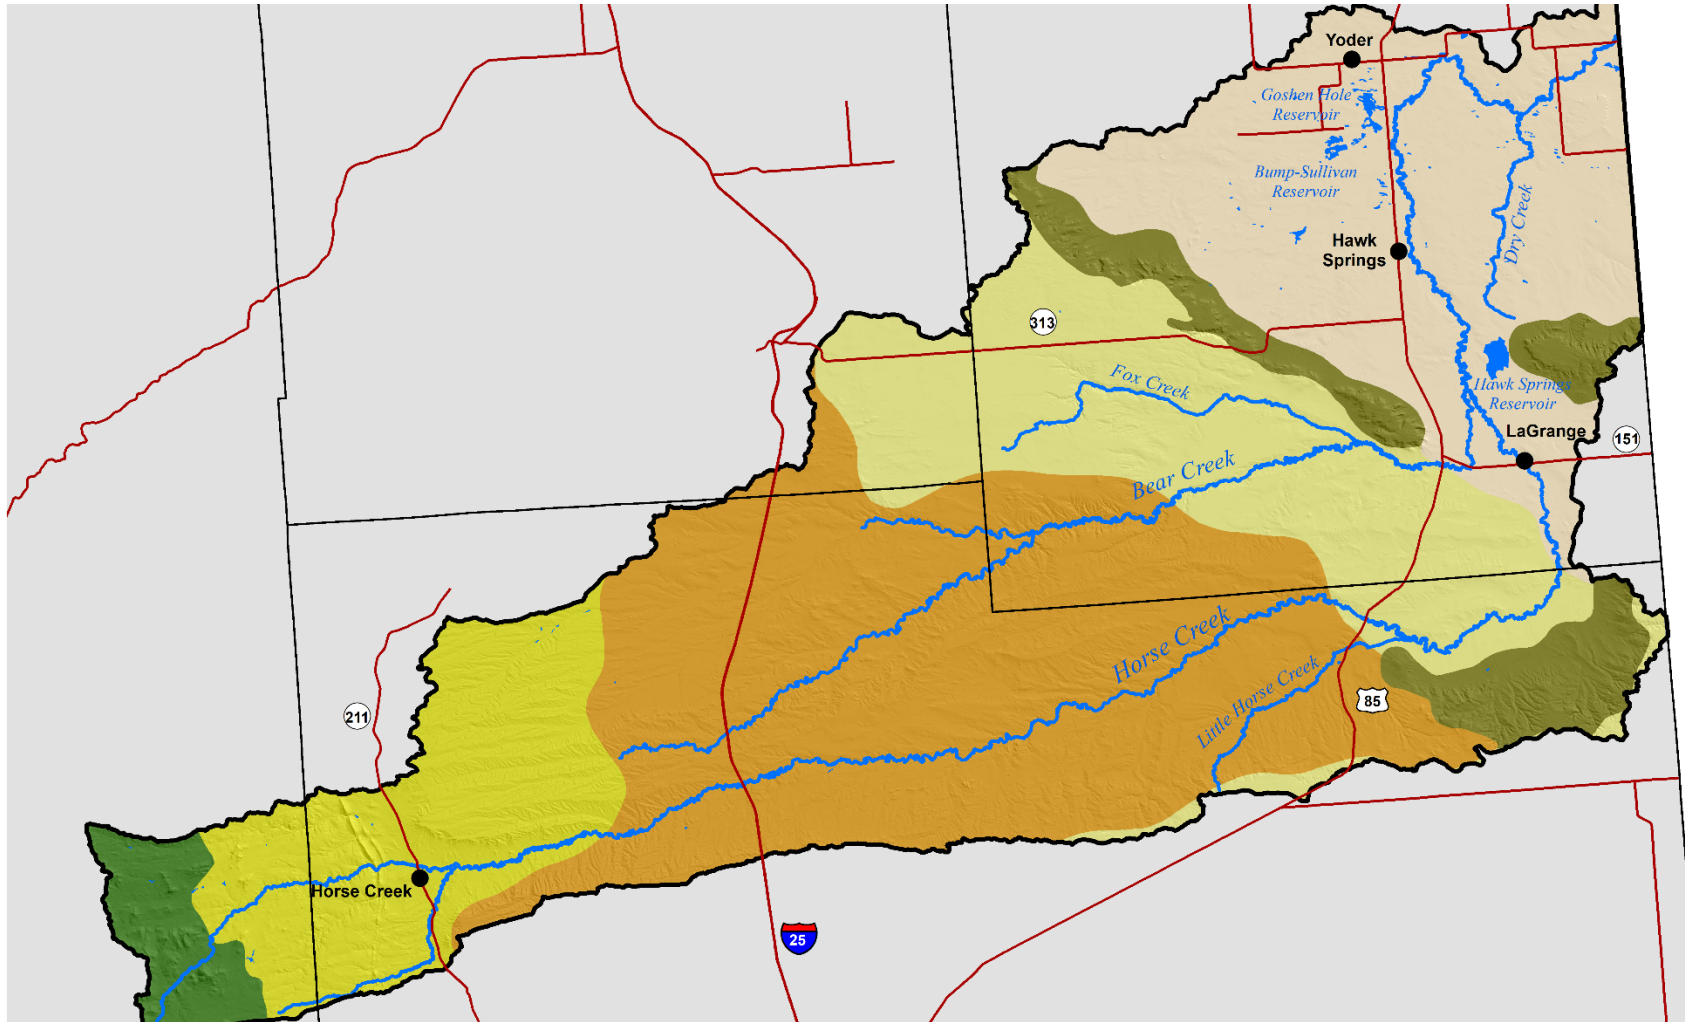 Yoder
Goshen Hole
Reservoir
Bump-Sullivan
Reservoir
Dry Creek
Hawk
Springs
313
Fox Creek
Hawk Springs
Reservoir
LaGrange
151
Bear Creek
Horse Creek
Little Horse Creek
85
211
Horse Creek
25